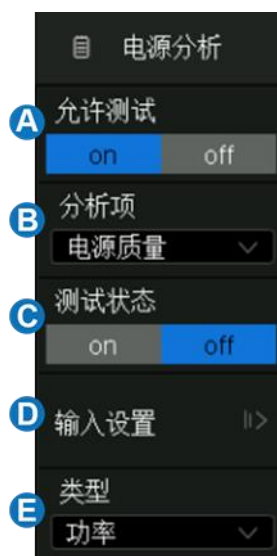 电源分析
A 允许测试
on off
B 分析项
电源质量
C 测试状态
on off
D 输入设置
E 类型
功率